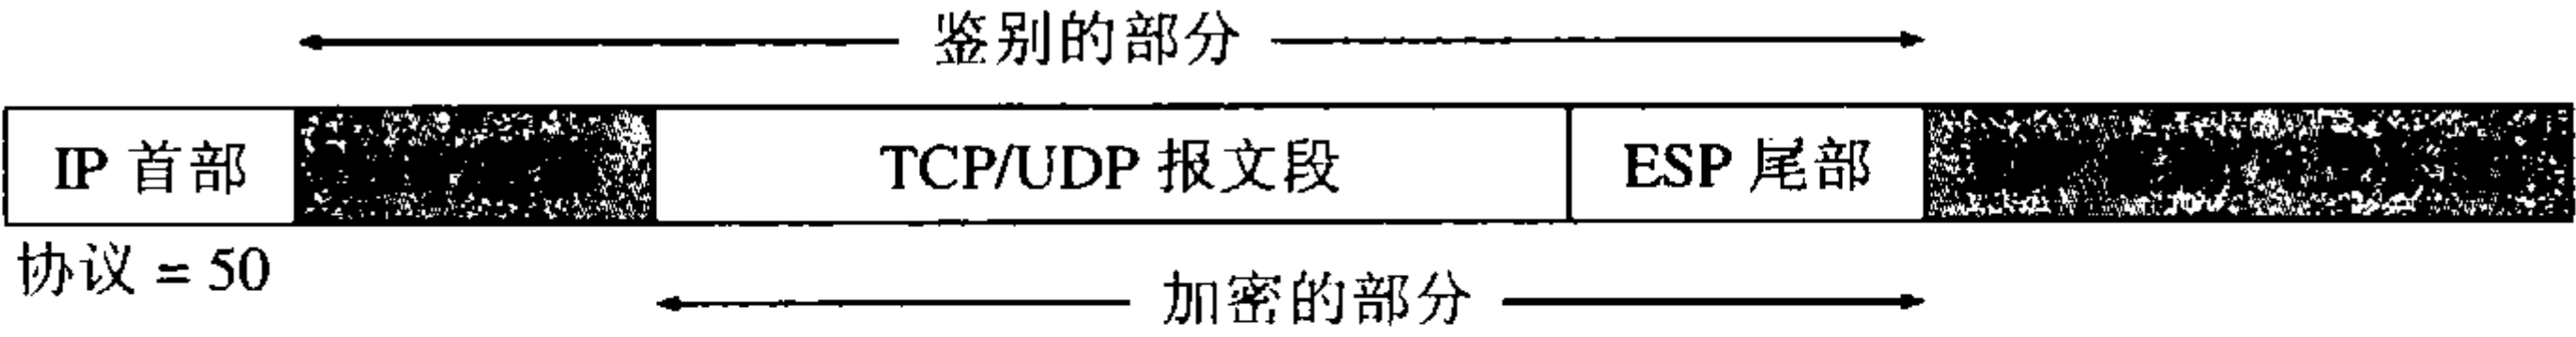 鉴别的部分
IP 首部
TCP/UDP 报文段
ESP 尾部
协议 = 50
加密的部分